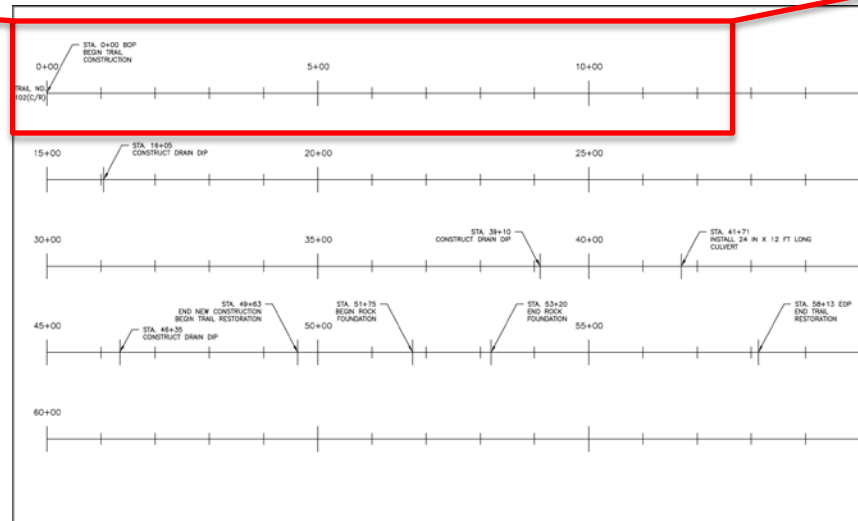 STA. 0+00 BOP
BEGIN TRAIL
CONSTRUCTION
0+00
5+00
10+00
TRAIL NO.
102(C/R)
15+00
STA. 16+05
CONSTRUCT DRAIN DIP
20+00
25+00
30+00
35+00
STA. 39+10
CONSTRUCT DRAIN DIP
40+00
STA. 41+71
INSTALL 24 IN X 12 FT LONG
CULVERT
45+00
STA. 46+35
CONSTRUCT DRAIN DIP
STA. 49+63
END NEW CONSTRUCTION
BEGIN TRAIL RESTORATION
50+00
STA. 51+75
BEGIN ROCK
FOUNDATION
STA. 53+20
END ROCK
FOUNDATION
55+00
STA. 58+13 EOP
END TRAIL
RESTORATION
60+00